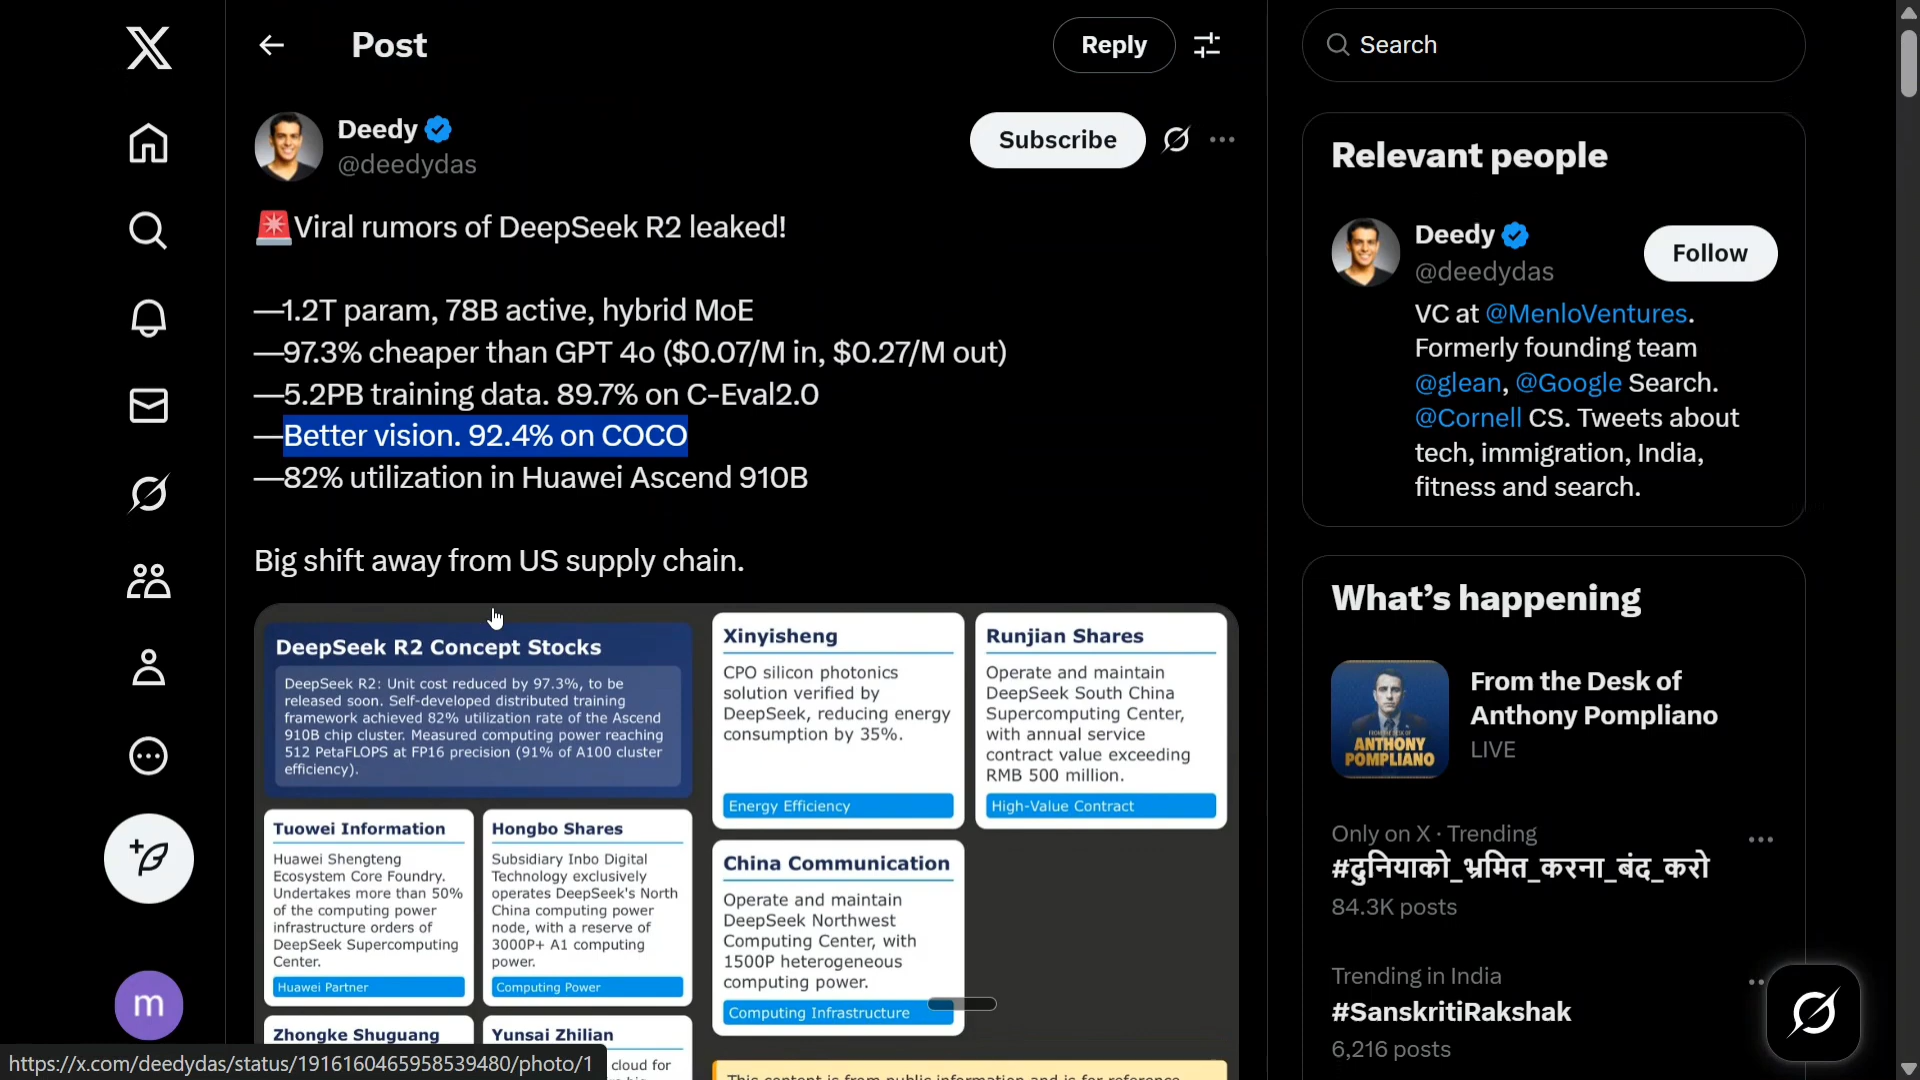 Post
Reply
Search
Deedy
@deedydas
Subscribe
🚨Viral rumors of DeepSeek R2 leaked!
—1.2T param, 78B active, hybrid MoE
—97.3% cheaper than GPT 4o ($0.07/M in, $0.27/M out)
—5.2PB training data. 89.7% on C-Eval2.0
—Better vision. 92.4% on COCO
—82% utilization in Huawei Ascend 910B
Big shift away from US supply chain.
DeepSeek R2 Concept Stocks
DeepSeek R2: Unit cost reduced by 97.3%, to be
released soon. Self-developed distributed training
framework achieved 82% utilization rate of the Ascend
910B chip cluster. Measured computing power reaching
512 PetaFLOPS at FP16 precision (91% of A100 cluster
efficiency).
Tuowei Information
Huawei Shengteng
Ecosystem Core Foundry.
Undertakes more than 50%
of the computing power
infrastructure orders of
DeepSeek Supercomputing
Center.
Huawei Partner
Hongbo Shares
Subsidiary Inbo Digital
Technology exclusively
operates DeepSeek's North
China computing power
node, with a reserve of
3000P+ A1 computing
power.
Computing Power
Zhongke Shuguang
Yunsai Zhilian
cloud for
Xinyisheng
CPO silicon photonics
solution verified by
DeepSeek, reducing energy
consumption by 35%.
Energy Efficiency
Runjian Shares
Operate and maintain
DeepSeek South China
Supercomputing Center,
with annual service
contract value exceeding
RMB 500 million.
High-Value Contract
China Communication
Operate and maintain
DeepSeek Northwest
Computing Center, with
1500P heterogeneous
computing power.
Computing Infrastructure
This content is from public information and is for reference
Relevant people
Deedy
@deedydas
Follow
VC at @MenloVentures.
Formerly founding team
@glean, @Google Search.
@Cornell CS. Tweets about
tech, immigration, India,
fitness and search.
What's happening
From the Desk of
Anthony Pompliano
LIVE
ANTHONY
POMPLIANO
Only on X · Trending
#दुनियाको_भ्रमित_करना_बंद_करो
84.3K posts
Trending in India
#SanskritiRakshak
6,216 posts
m
https://x.com/deedydas/status/1916160465958539480/photo/1